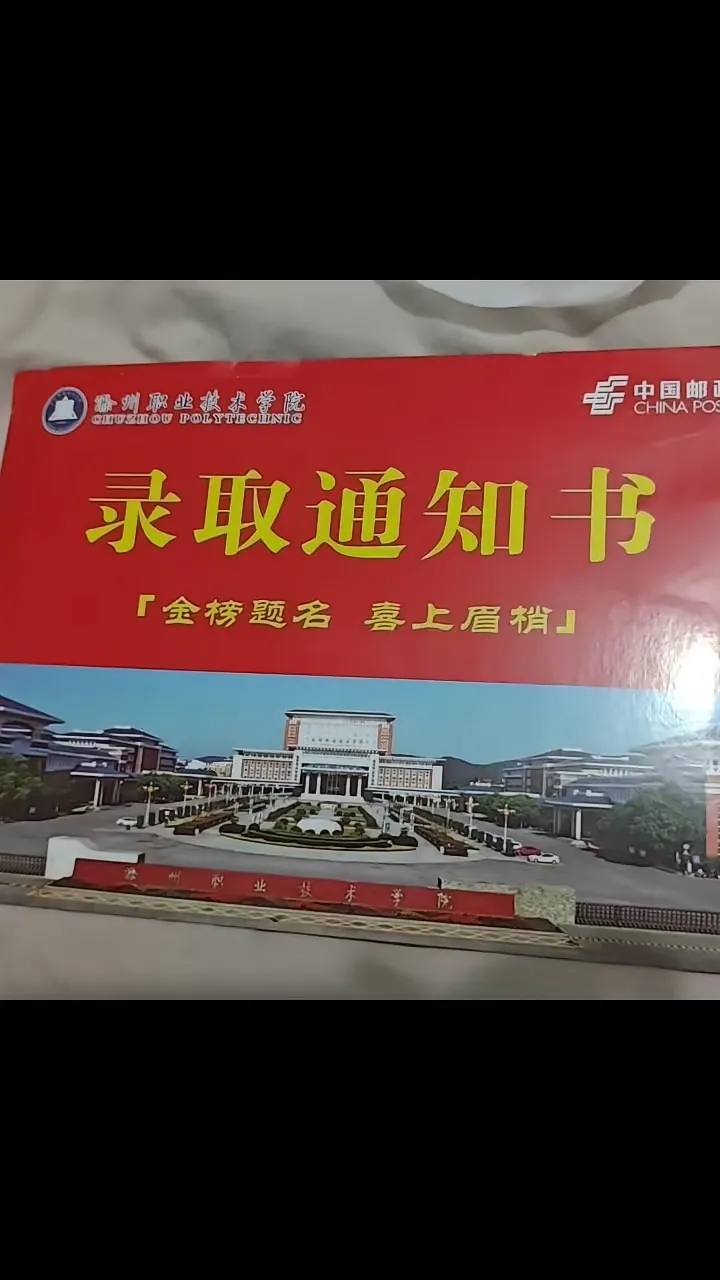 滁州职业技术学院
CHUZHOU POLYTECHNIC
中国邮政
CHINA POS
录取通知书
『金榜题名 喜上眉梢』
滁州职业技术学院